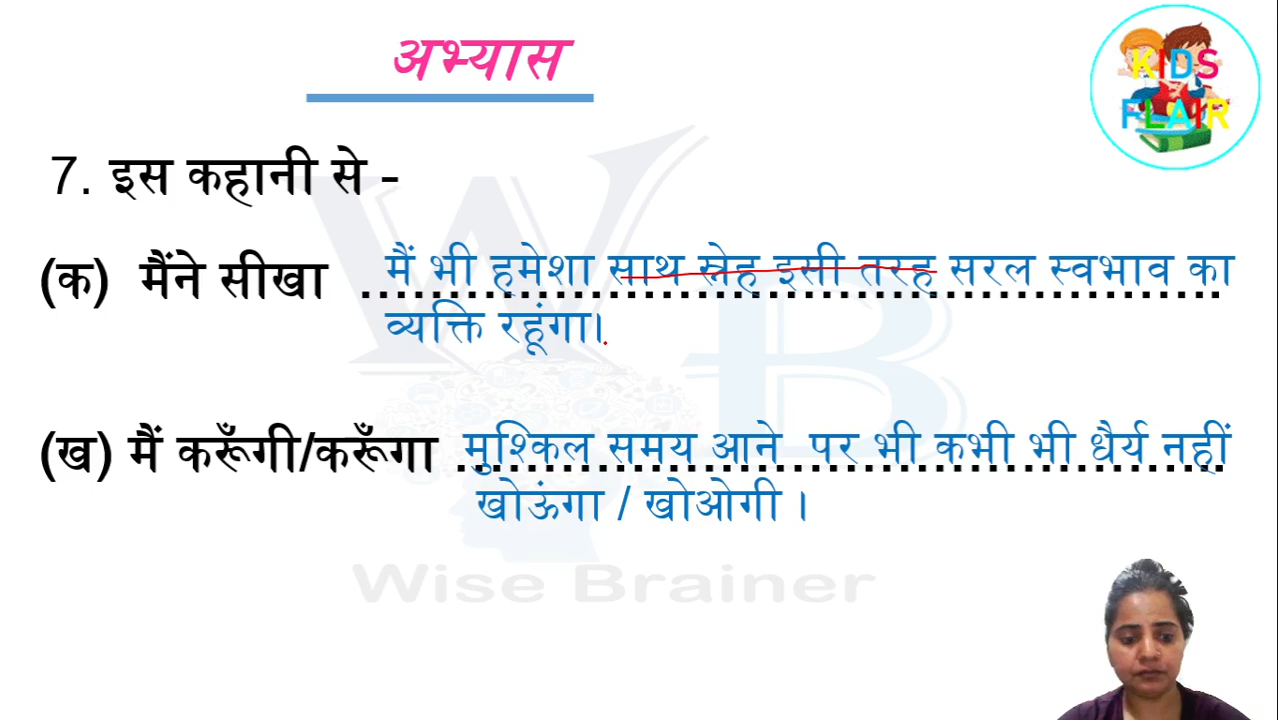 अभ्यास
KIDS
FLAIR
7. इस कहानी से -
(क) मैंने सीखा मैं भी हमेशा साथ स्नेह इसी तरह सरल स्वभाव का
व्यक्ति रहूंगा।
(ख) मैं करूँगी/करूँगा मुश्किल समय आने पर भी कभी भी धैर्य नहीं
खोऊंगा / खोओगी ।
Wise Brainer